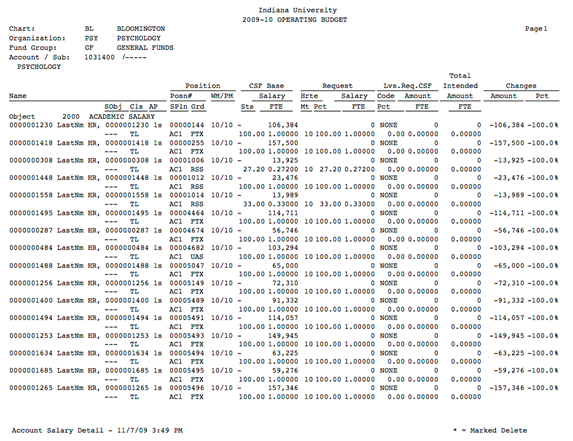 Indiana University
2009-10 OPERATING BUDGET
Chart: BL BLOOMINGTON Page1
Organization: PSY PSYCHOLOGY
Fund Group: GF GENERAL FUNDS
Account / Sub: 1031400 /-----
PSYCHOLOGY
Total
Position CSF Base Request Lvs.Req.CSF Intended Changes
Name Posn# WM/PM Salary Hrte Salary Code Amount Amount Amount Pct
SObj Cls AP SPln Grd Sts FTE Mt Pct FTE Pct FTE FTE
Object 2000 ACADEMIC SALARY
0000001230 LastNm HR, 0000001230 1s 00000144 10/10 - 106,384 0 NONE 0 0 -106,384 -100.0%
--- TL AC1 FTX 100.00 1.00000 10 100.00 1.00000 0.00 0.00000 0.00000
0000001418 LastNm HR, 0000001418 1s 00000255 10/10 - 157,500 0 NONE 0 0 -157,500 -100.0%
--- TL AC1 FTX 100.00 1.00000 10 100.00 1.00000 0.00 0.00000 0.00000
0000000308 LastNm HR, 0000000308 1s 00001006 10/10 - 13,925 0 NONE 0 0 -13,925 -100.0%
--- TL AC1 RSS 27.20 0.27200 10 27.20 0.27200 0.00 0.00000 0.00000
0000001448 LastNm HR, 0000001448 1s 00001012 10/10 - 23,476 0 NONE 0 0 -23,476 -100.0%
--- TL AC1 RSS 100.00 1.00000 10 100.00 1.00000 0.00 0.00000 0.00000
0000001558 LastNm HR, 0000001558 1s 00001014 10/10 - 13,989 0 NONE 0 0 -13,989 -100.0%
--- TL AC1 RSS 33.00 0.33000 10 33.00 0.33000 0.00 0.00000 0.00000
0000001495 LastNm HR, 0000001495 1s 00004464 10/10 - 114,711 0 NONE 0 0 -114,711 -100.0%
--- TL AC1 FTX 100.00 1.00000 10 100.00 1.00000 0.00 0.00000 0.00000
0000000287 LastNm HR, 0000000287 1s 00004674 10/10 - 56,746 0 NONE 0 0 -56,746 -100.0%
--- TL AC1 FTX 100.00 1.00000 10 100.00 1.00000 0.00 0.00000 0.00000
0000000484 LastNm HR, 0000000484 1s 00004682 10/10 - 103,294 0 NONE 0 0 -103,294 -100.0%
--- TL AC1 UAS 100.00 1.00000 10 100.00 1.00000 0.00 0.00000 0.00000
0000001488 LastNm HR, 0000001488 1s 00005047 10/10 - 65,000 0 NONE 0 0 -65,000 -100.0%
--- TL AC1 FTX 100.00 1.00000 10 100.00 1.00000 0.00 0.00000 0.00000
0000001256 LastNm HR, 0000001256 1s 00005149 10/10 - 72,310 0 NONE 0 0 -72,310 -100.0%
--- TL AC1 FTX 100.00 1.00000 10 100.00 1.00000 0.00 0.00000 0.00000
0000001400 LastNm HR, 0000001400 1s 00005489 10/10 - 91,332 0 NONE 0 0 -91,332 -100.0%
--- TL AC1 FTX 100.00 1.00000 10 100.00 1.00000 0.00 0.00000 0.00000
0000001494 LastNm HR, 0000001494 1s 00005491 10/10 - 114,057 0 NONE 0 0 -114,057 -100.0%
--- TL AC1 FTX 100.00 1.00000 10 100.00 1.00000 0.00 0.00000 0.00000
0000001253 LastNm HR, 0000001253 1s 00005493 10/10 - 149,945 0 NONE 0 0 -149,945 -100.0%
--- TL AC1 FTX 100.00 1.00000 10 100.00 1.00000 0.00 0.00000 0.00000
0000001634 LastNm HR, 0000001634 1s 00005494 10/10 - 63,225 0 NONE 0 0 -63,225 -100.0%
--- TL AC1 FTX 100.00 1.00000 10 100.00 1.00000 0.00 0.00000 0.00000
0000001685 LastNm HR, 0000001685 1s 00005495 10/10 - 59,276 0 NONE 0 0 -59,276 -100.0%
--- TL AC1 FTX 100.00 1.00000 10 100.00 1.00000 0.00 0.00000 0.00000
0000001265 LastNm HR, 0000001265 1s 00005496 10/10 - 157,346 0 NONE 0 0 -157,346 -100.0%
--- TL AC1 FTX 100.00 1.00000 10 100.00 1.00000 0.00 0.00000 0.00000
Account Salary Detail - 11/7/09 3:49 PM * = Marked Delete